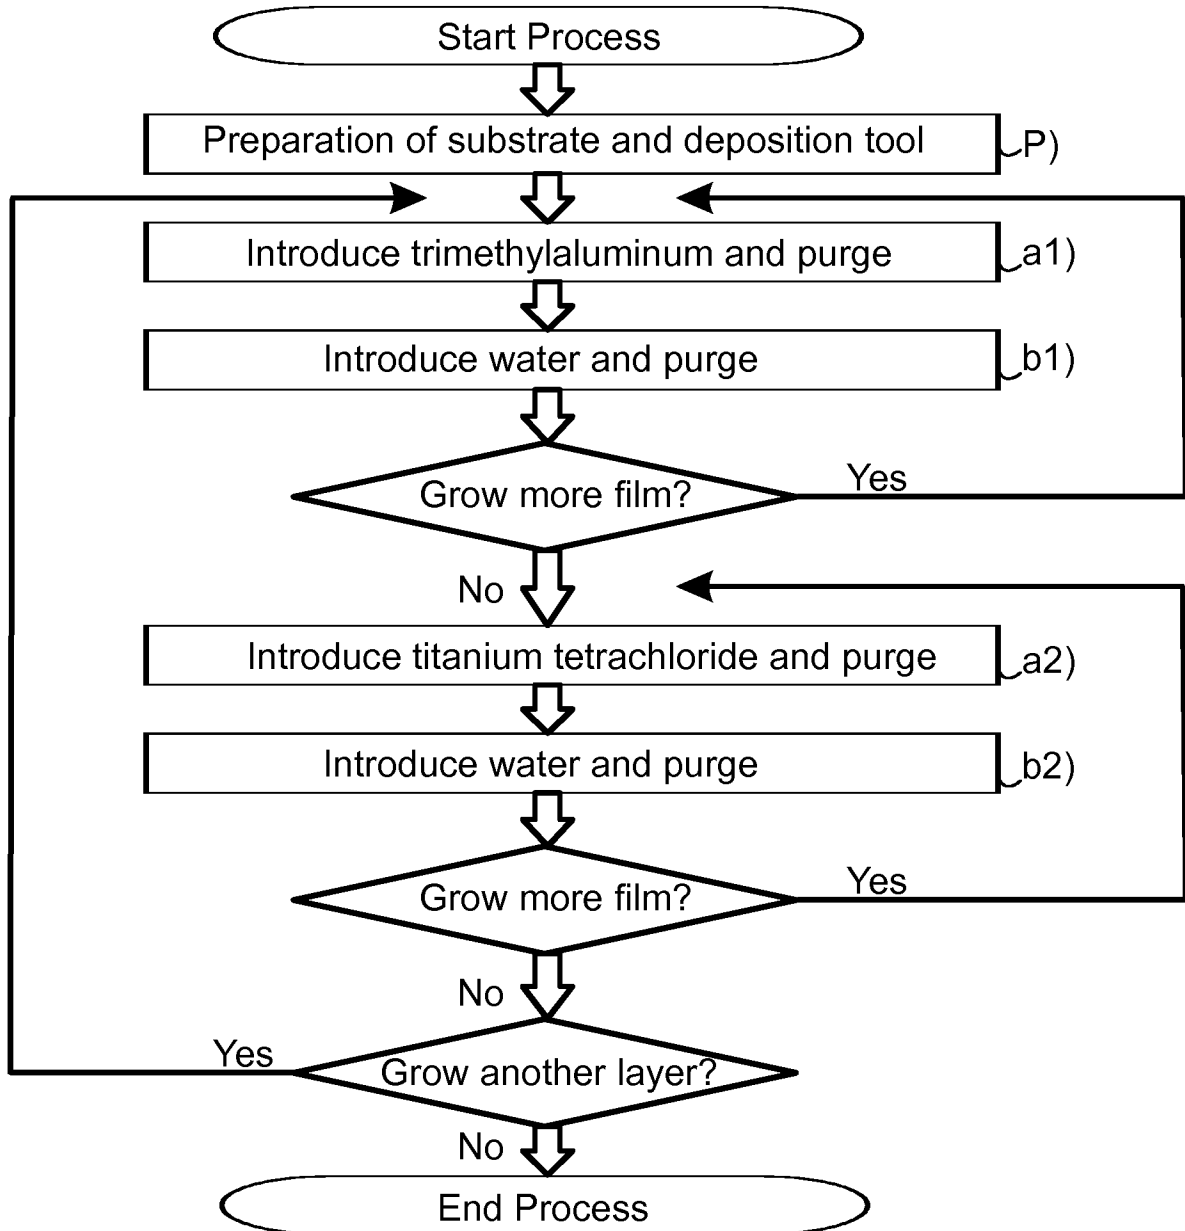 Start Process
Preparation of substrate and deposition tool
P)
Introduce trimethylaluminum and purge
a1)
Introduce water and purge
b1)
Grow more film?
Yes
No
Introduce titanium tetrachloride and purge
a2)
Introduce water and purge
b2)
Grow more film?
Yes
No
Yes
Grow another layer?
No
End Process